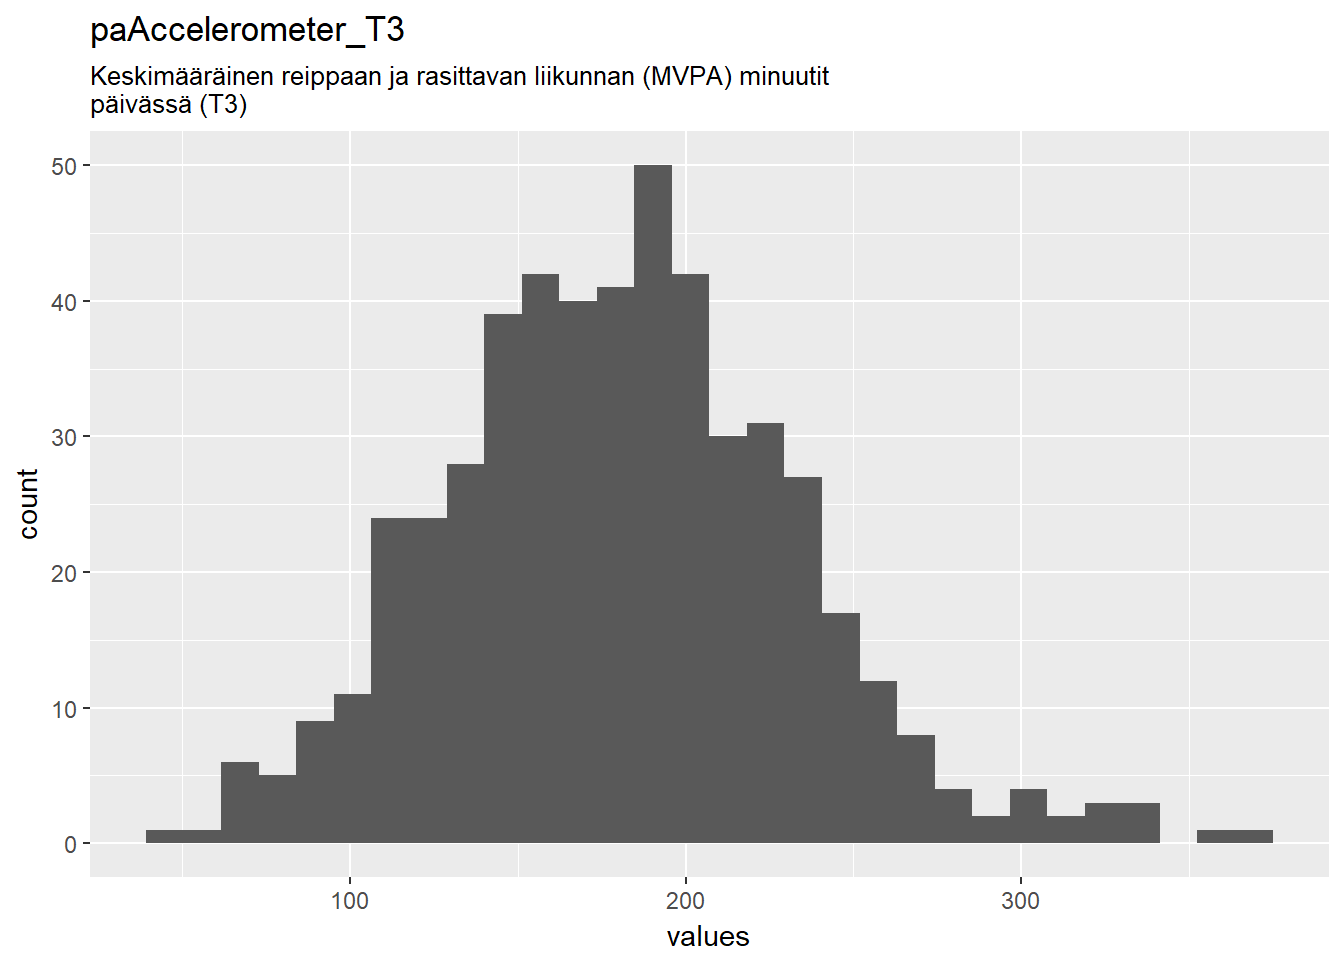 paAccelerometer_T3
Keskimääräinen reippaan ja rasittavan liikunnan (MVPA) minuutit
päivässä (T3)
50
40
30
20
10
0
count
100
200
300
values